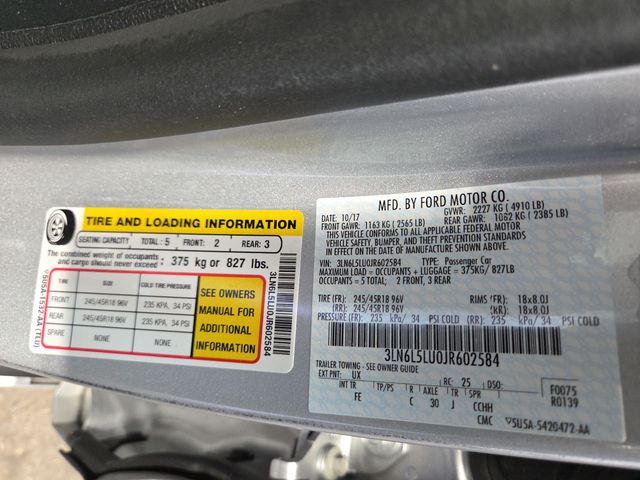 TIRE AND LOADING INFORMATION
SEATING CAPACITY TOTAL: 5 FRONT: 2 REAR: 3
The combined weight of occupants
and cargo should never exceed: 375 kg or 827 lbs.
TIRE SIZE COLD TIRE PRESSURE
FRONT 245/45R18 96V 235 KPA, 34 PSI
REAR 245/45R18 96V 235 KPA, 34 PSI
SPARE NONE NONE
SEE OWNERS
MANUAL FOR
ADDITIONAL
INFORMATION
5U5A-1532-AA (TLU)
3LN6L5LU0JR602584
MFD. BY FORD MOTOR CO.
DATE: 10/17 GVWR: 2227 KG ( 4910 LB)
FRONT GAWR: 1163 KG ( 2565 LB) REAR GAWR: 1082 KG ( 2385 LB)
THIS VEHICLE CONFORMS TO ALL APPLICABLE FEDERAL MOTOR
VEHICLE SAFETY, BUMPER, AND THEFT PREVENTION STANDARDS
IN EFFECT ON THE DATE OF MANUFACTURE SHOWN ABOVE.
VIN: 3LN6L5LU0JR602584 TYPE: Passenger Car
MAXIMUM LOAD = OCCUPANTS + LUGGAGE = 375KG/ 827LB
OCCUPANTS = 5 TOTAL; 2 FRONT, 3 REAR
TIRE (FR): 245/45R18 96V RIMS (FR): 18x8.0J
(RR): 245/45R18 96V (RR): 18x8.0J
PRESSURE (FR): 235 kPa/ 34 PSI COLD (RR): 235 kPa/ 34 PSI COLD
3LN6L5LU0JR602584
TRAILER TOWING - SEE OWNER GUIDE
EXT PNT: UX RC: 25 DSO:
INT TR TP/PS R AXLE TR SPR
FE C 30 J CCHH
F0075
R0139
CMC 5U5A-5420472-AA